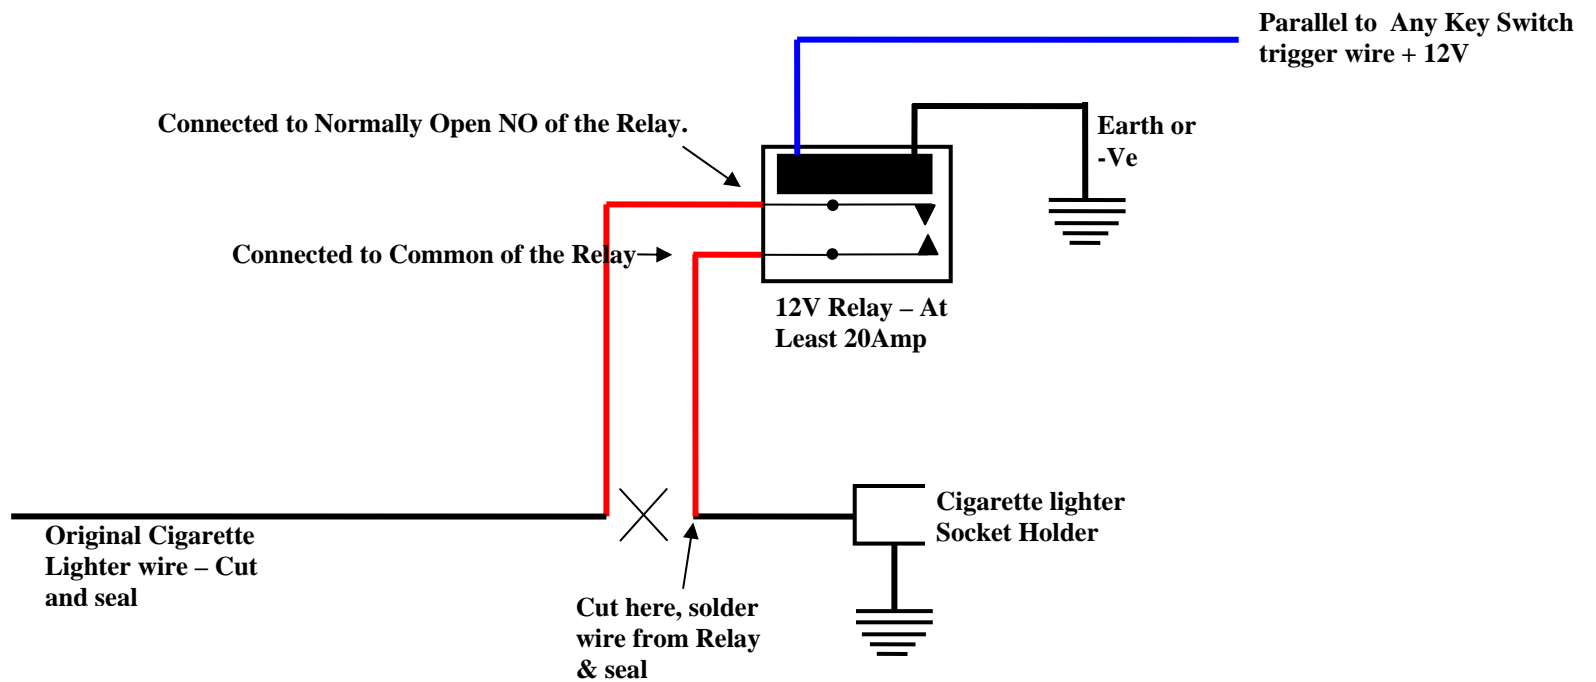 Parallel to Any Key Switch
trigger wire + 12V
Connected to Normally Open NO of the Relay.
Earth or
-Ve
Connected to Common of the Relay
12V Relay – At
Least 20Amp
Original Cigarette
Lighter wire – Cut
and seal
Cigarette lighter
Socket Holder
Cut here, solder
wire from Relay
& seal